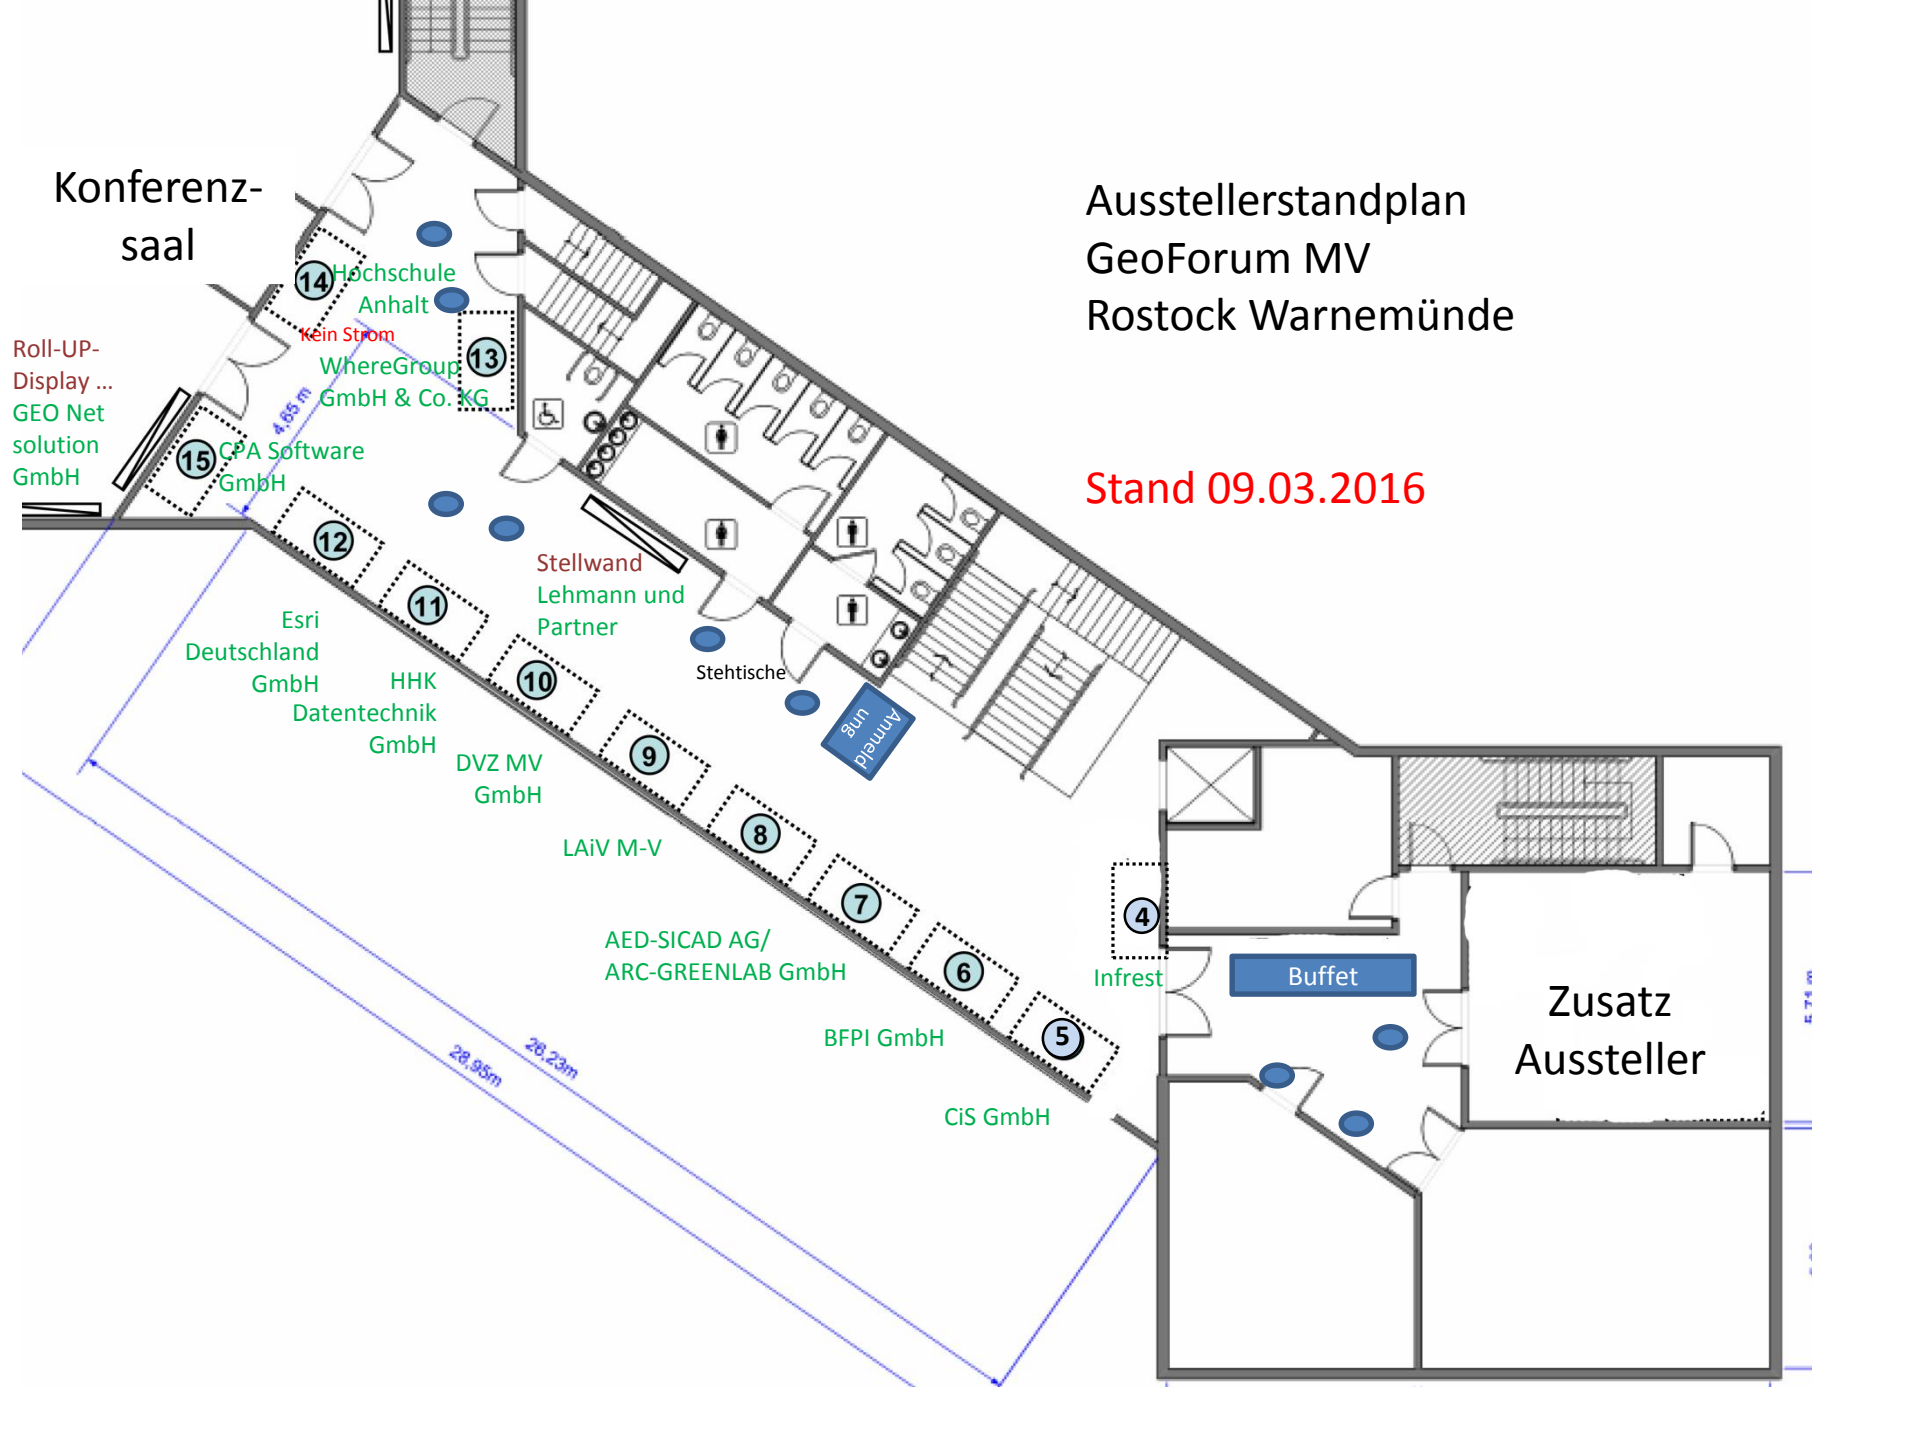 Konferenz-
saal
Ausstellerstandplan
GeoForum MV
Rostock Warnemünde
Stand 09.03.2016
14
Hochschule
Anhalt
Kein Strom
13
WhereGroup
GmbH & Co. KG
Roll-UP-
Display ...
GEO Net
solution
GmbH
4,65 m
15
CPA Software
GmbH
12
Esri
Deutschland
GmbH
11
HHK
Datentechnik
GmbH
Stellwand
Lehmann und
Partner
Stehtische
Anmeld
ung
10
DVZ MV
GmbH
9
LAiV M-V
8
AED-SICAD AG/
ARC-GREENLAB GmbH
7
BFPI GmbH
6
5
CiS GmbH
4
Infrest
Buffet
Zusatz
Aussteller
5,71 m
26,23m
28,95m